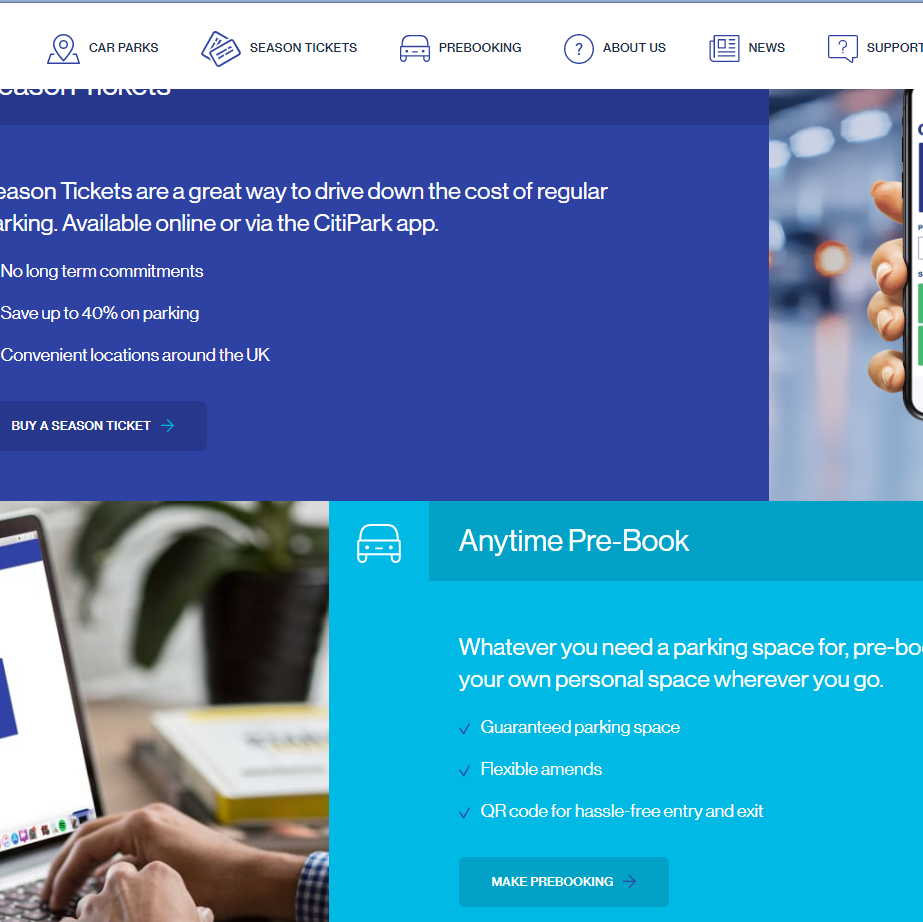 CAR PARKS
SEASON TICKETS
PREBOOKING
ABOUT US
NEWS
SUPPORT
eason Tickets
eason Tickets are a great way to drive down the cost of regular
arking. Available online or via the CitiPark app.
No long term commitments
Save up to 40% on parking
Convenient locations around the UK
BUY A SEASON TICKET
Anytime Pre-Book
Whatever you need a parking space for, pre-boo
your own personal space wherever you go.
Guaranteed parking space
Flexible amends
QR code for hassle-free entry and exit
MAKE PREBOOKING